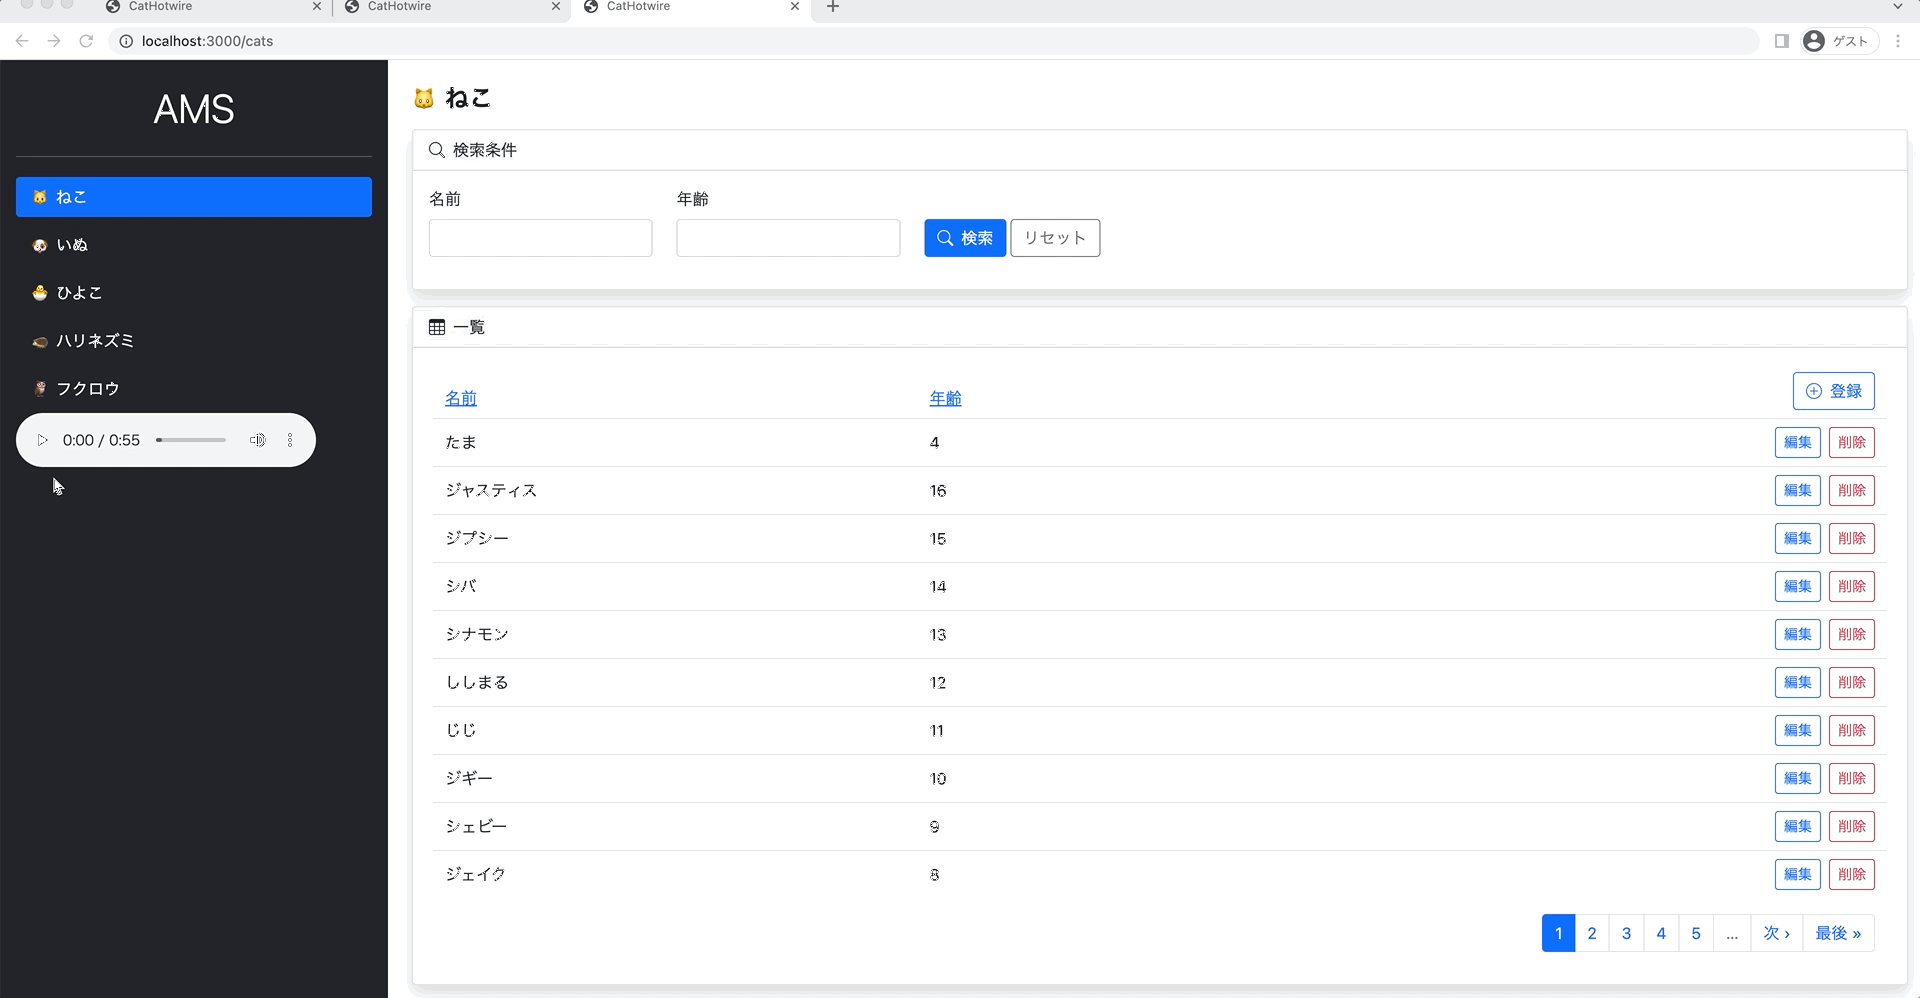 CatHotwire CatHotwire CatHotwire
localhost:3000/cats ゲスト
AMS
ねこ
いぬ
ひよこ
ハリネズミ
フクロウ
0:00 / 0:55
ねこ
検索条件
名前 年齢
検索 リセット
一覧
名前 年齢 登録
たま 4 編集 削除
ジャスティス 16 編集 削除
ジプシー 15 編集 削除
シバ 14 編集 削除
シナモン 13 編集 削除
ししまる 12 編集 削除
じじ 11 編集 削除
ジギー 10 編集 削除
シェビー 9 編集 削除
ジェイク 8 編集 削除
1 2 3 4 5 … 次 › 最後 »